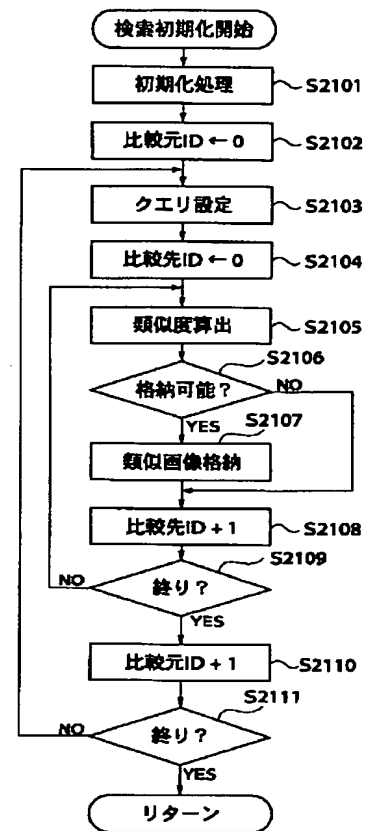 検索初期化開始
初期化処理
S2101
比較元ID ← 0
S2102
クエリ設定
S2103
比較先ID ← 0
S2104
類似度算出
S2105
S2106
格納可能?
NO
YES
S2107
類似画像格納
比較先ID + 1
S2108
S2109
NO
終り?
YES
比較元ID + 1
S2110
S2111
NO
終り?
YES
リターン